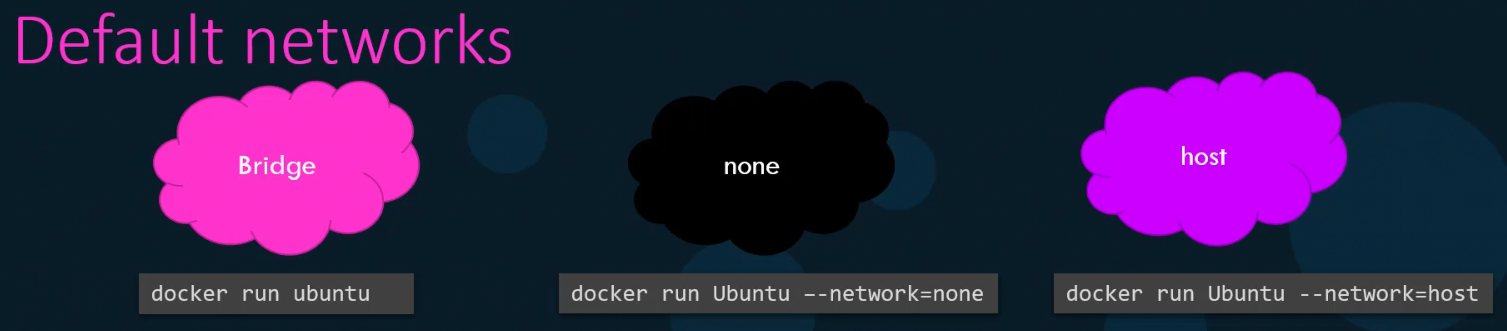 Default networks
Bridge
none
host
docker run ubuntu
docker run Ubuntu –-network=none
docker run Ubuntu --network=host